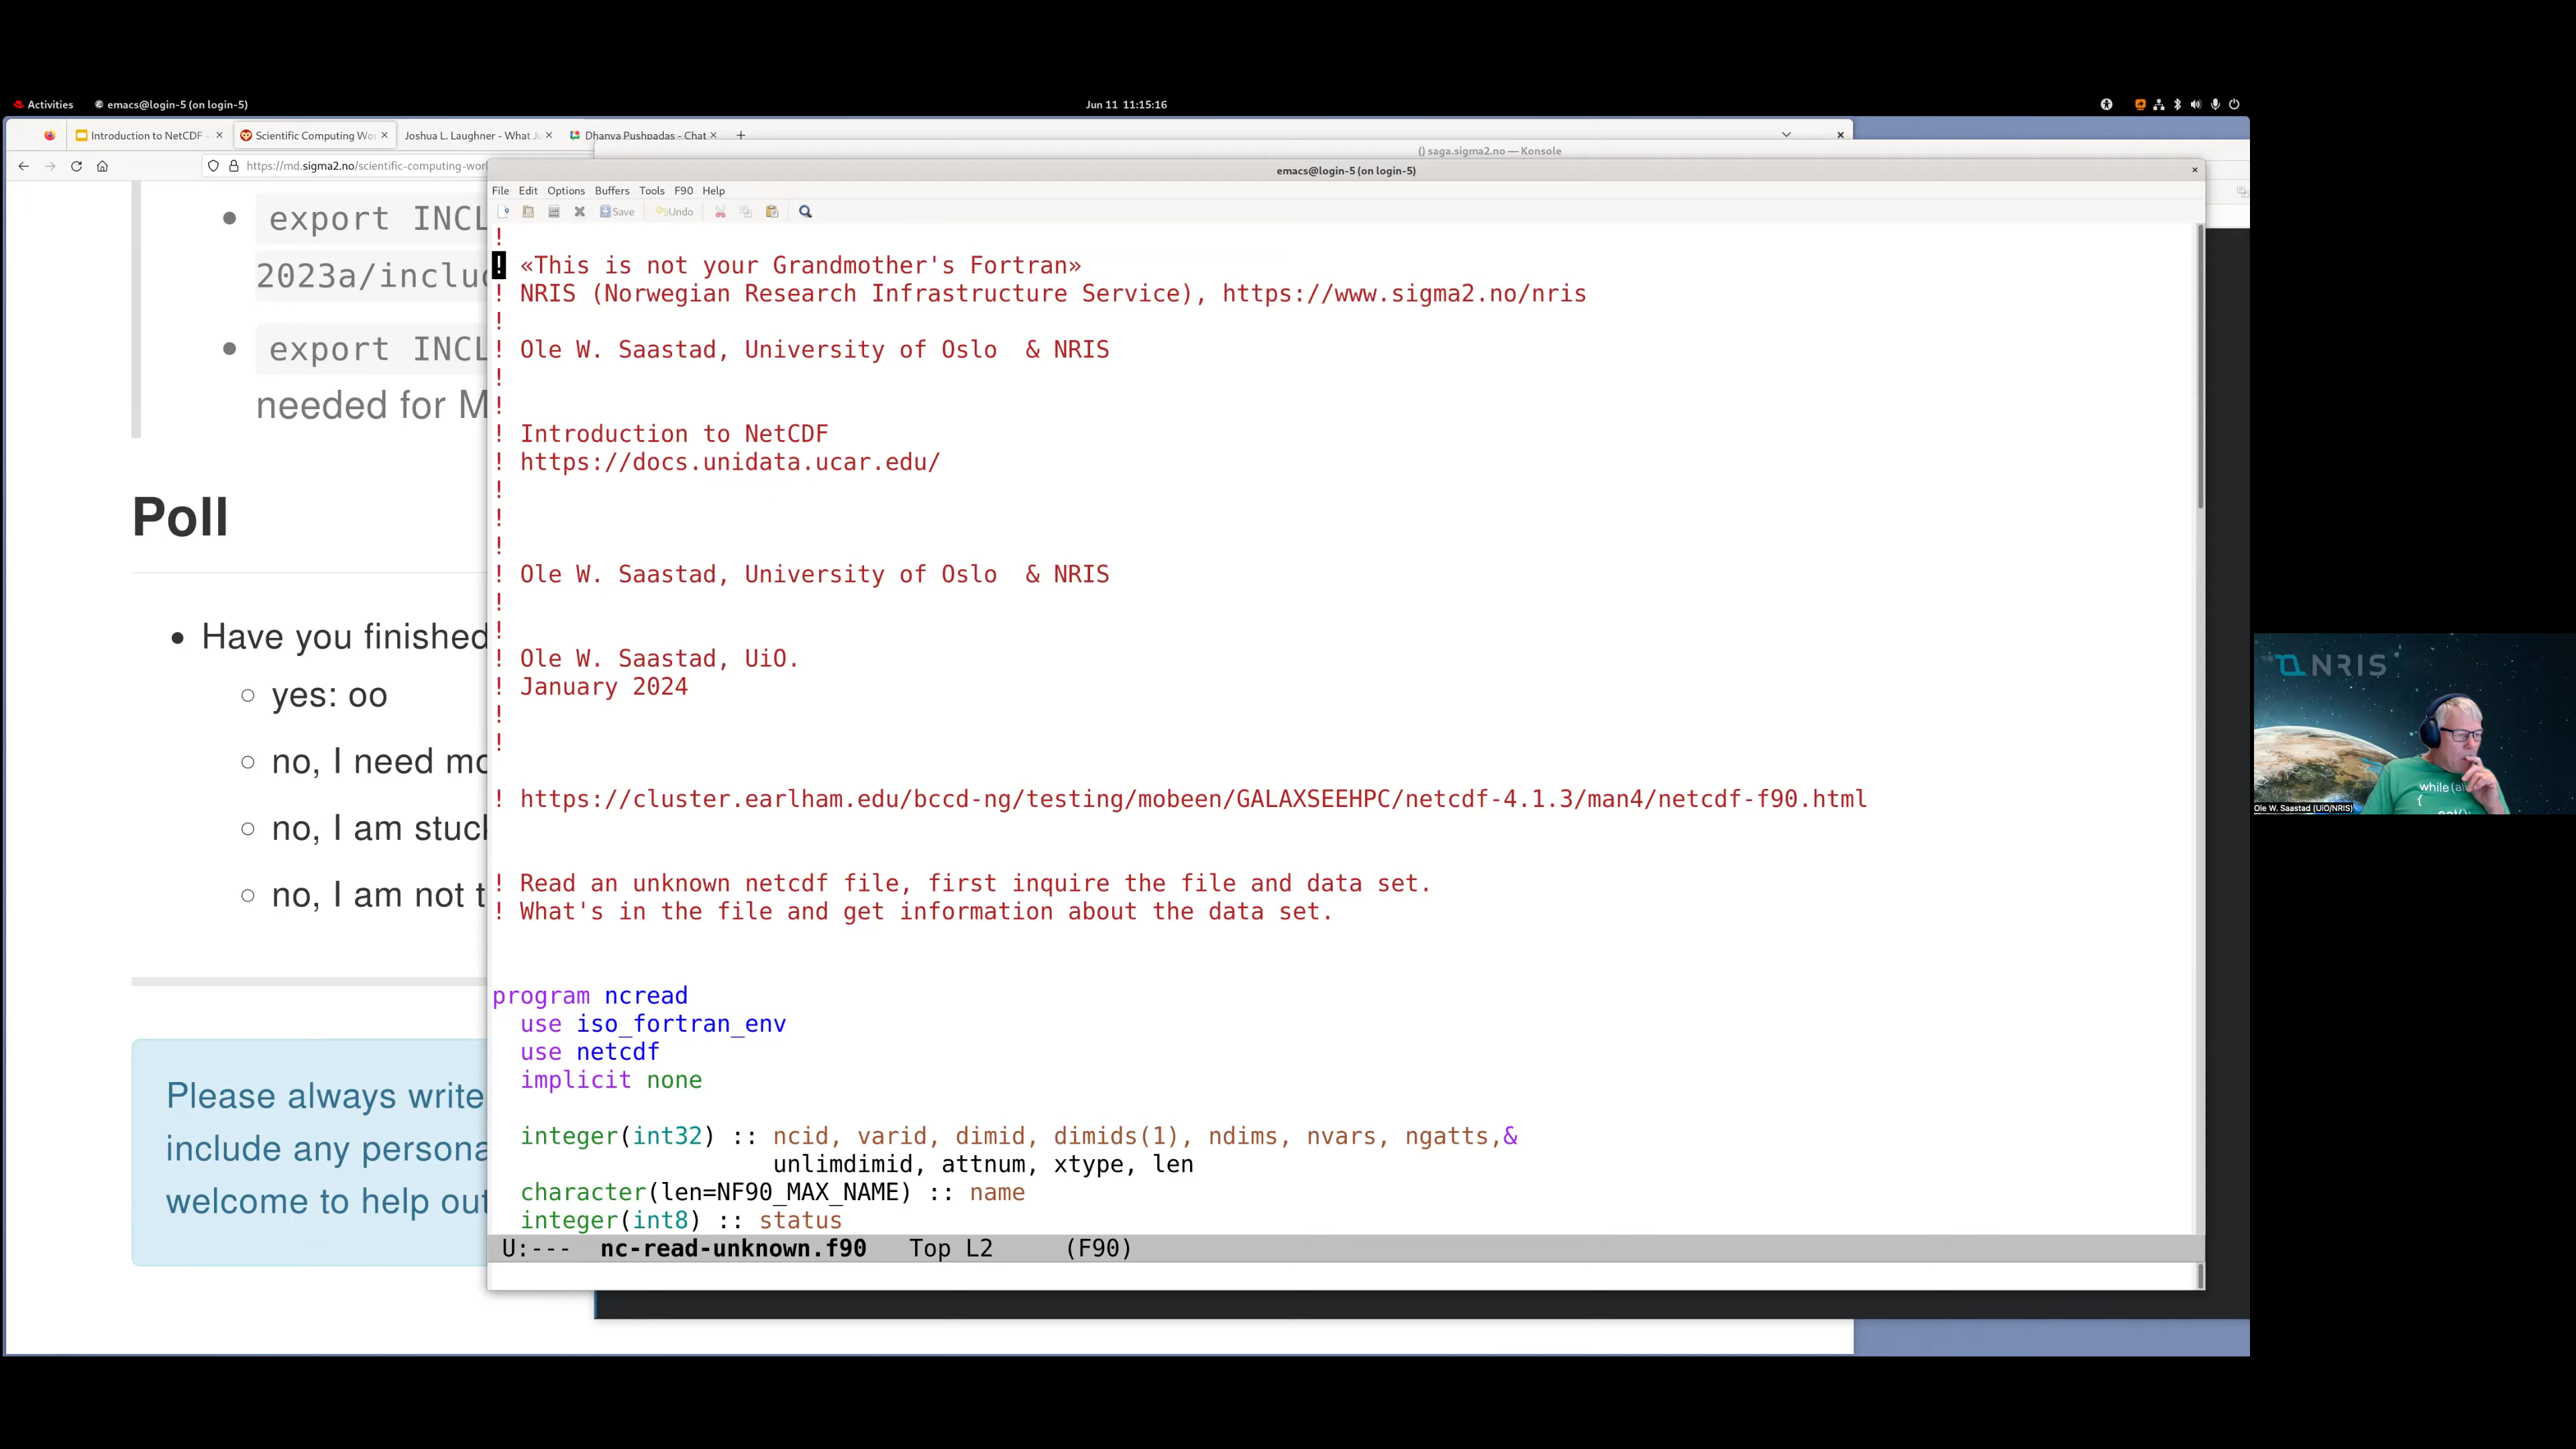 Activities
emacs@login-5 (on login-5)
Jun 11 11:15:16
Introduction to NetCDF -
Scientific Computing Wo
Joshua L. Laughner - What Ju
Dhanya Pushpadas - Chat
https://md.sigma2.no/scientific-computing-wor
() saga.sigma2.no — Konsole
emacs@login-5 (on login-5)
File Edit Options Buffers Tools F90 Help
Save Undo
export INCL
2023a/includ
export INCL
needed for M
Poll
Have you finished
yes: oo
no, I need mo
no, I am stuck
no, I am not t
Please always write
include any persona
welcome to help out
!
! «This is not your Grandmother's Fortran»
! NRIS (Norwegian Research Infrastructure Service), https://www.sigma2.no/nris
!
! Ole W. Saastad, University of Oslo  & NRIS
!
!
! Introduction to NetCDF
! https://docs.unidata.ucar.edu/
!
!
!
! Ole W. Saastad, University of Oslo  & NRIS
!
!
! Ole W. Saastad, UiO.
! January 2024
!
!
! https://cluster.earlham.edu/bccd-ng/testing/mobeen/GALAXSEEHPC/netcdf-4.1.3/man4/netcdf-f90.html
! Read an unknown netcdf file, first inquire the file and data set.
! What's in the file and get information about the data set.
program ncread
use iso_fortran_env
use netcdf
implicit none
integer(int32) :: ncid, varid, dimid, dimids(1), ndims, nvars, ngatts,&
unlimdimid, attnum, xtype, len
character(len=NF90_MAX_NAME) :: name
integer(int8) :: status
U:---  nc-read-unknown.f90   Top L2     (F90)
NRIS
while(al
{
Ole W. Saastad (UiO/NRIS)